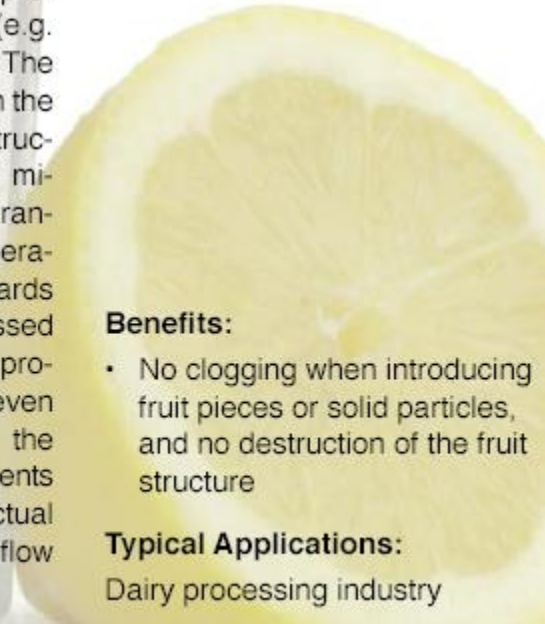 (e.g.
The
the
truc-
mi-
ran-
era-
ards
ssed
pro-
even
the
ents
ctual
flow
Benefits:
• No clogging when introducing
fruit pieces or solid particles,
and no destruction of the fruit
structure
Typical Applications:
Dairy processing industry